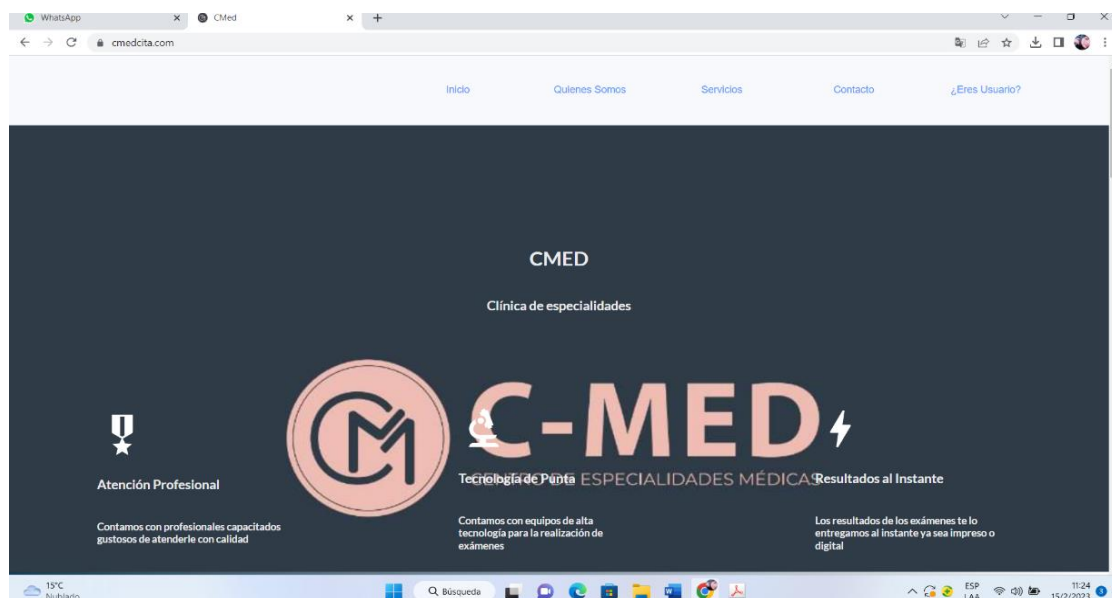 WhatsApp
CMed
cmedcita.com
Inicio
Quienes Somos
Servicios
Contacto
¿Eres Usuario?
CMED
Clínica de especialidades
C-MED
CENTRO DE ESPECIALIDADES MÉDICAS
Atención Profesional
Contamos con profesionales capacitados
gustosos de atenderle con calidad
Tecnología de Punta
Contamos con equipos de alta
tecnología para la realización de
exámenes
Resultados al Instante
Los resultados de los exámenes te lo
entregamos al instante ya sea impreso o
digital
15°C
Nublado
Búsqueda
ESP
LAA
11:24
15/2/2023